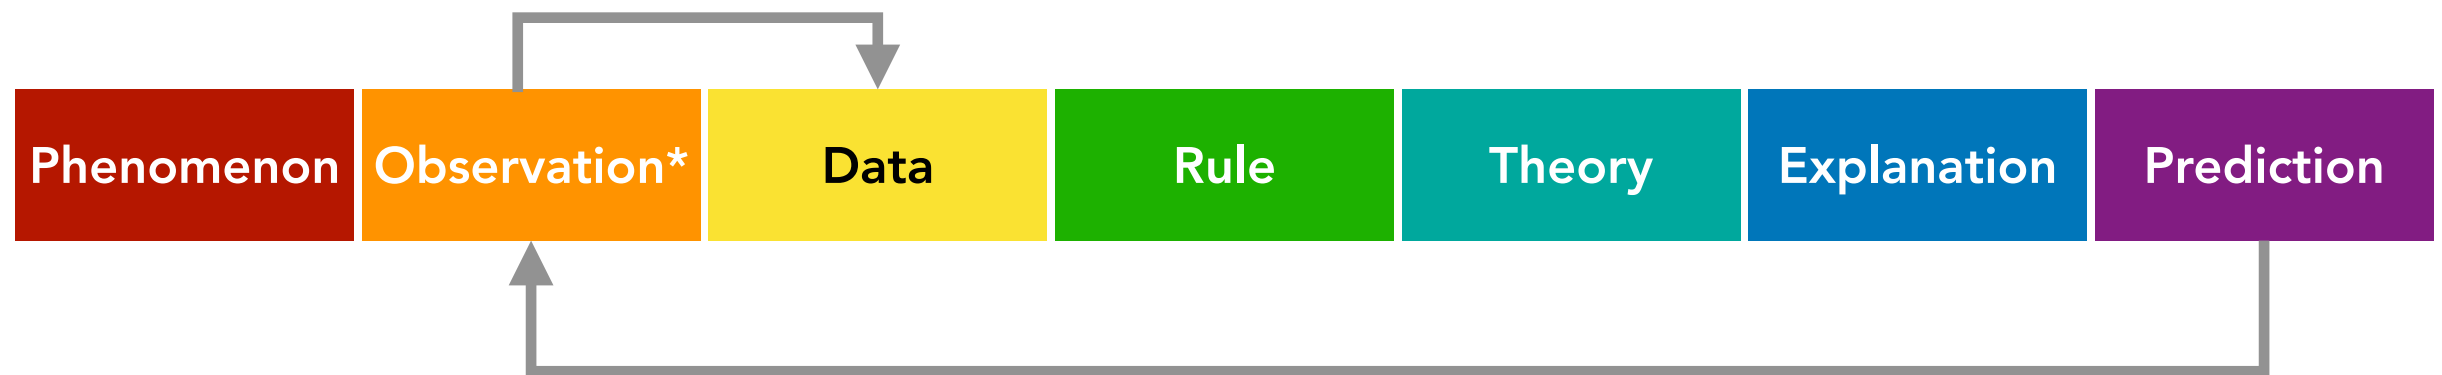 Phenomenon
Observation*
Data
Rule
Theory
Explanation
Prediction